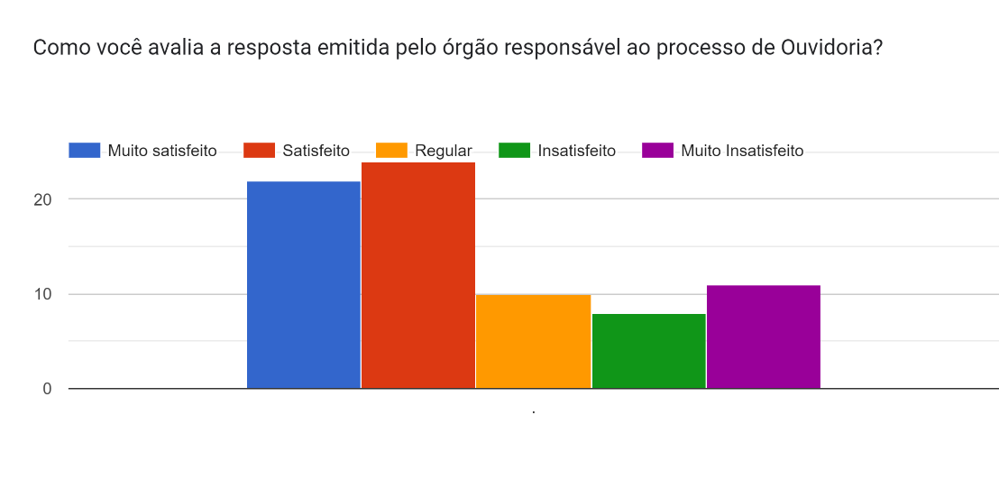 Como você avalia a resposta emitida pelo órgão responsável ao processo de Ouvidoria?
Muito satisfeito Satisfeito Regular Insatisfeito Muito Insatisfeito
20
10
0
.